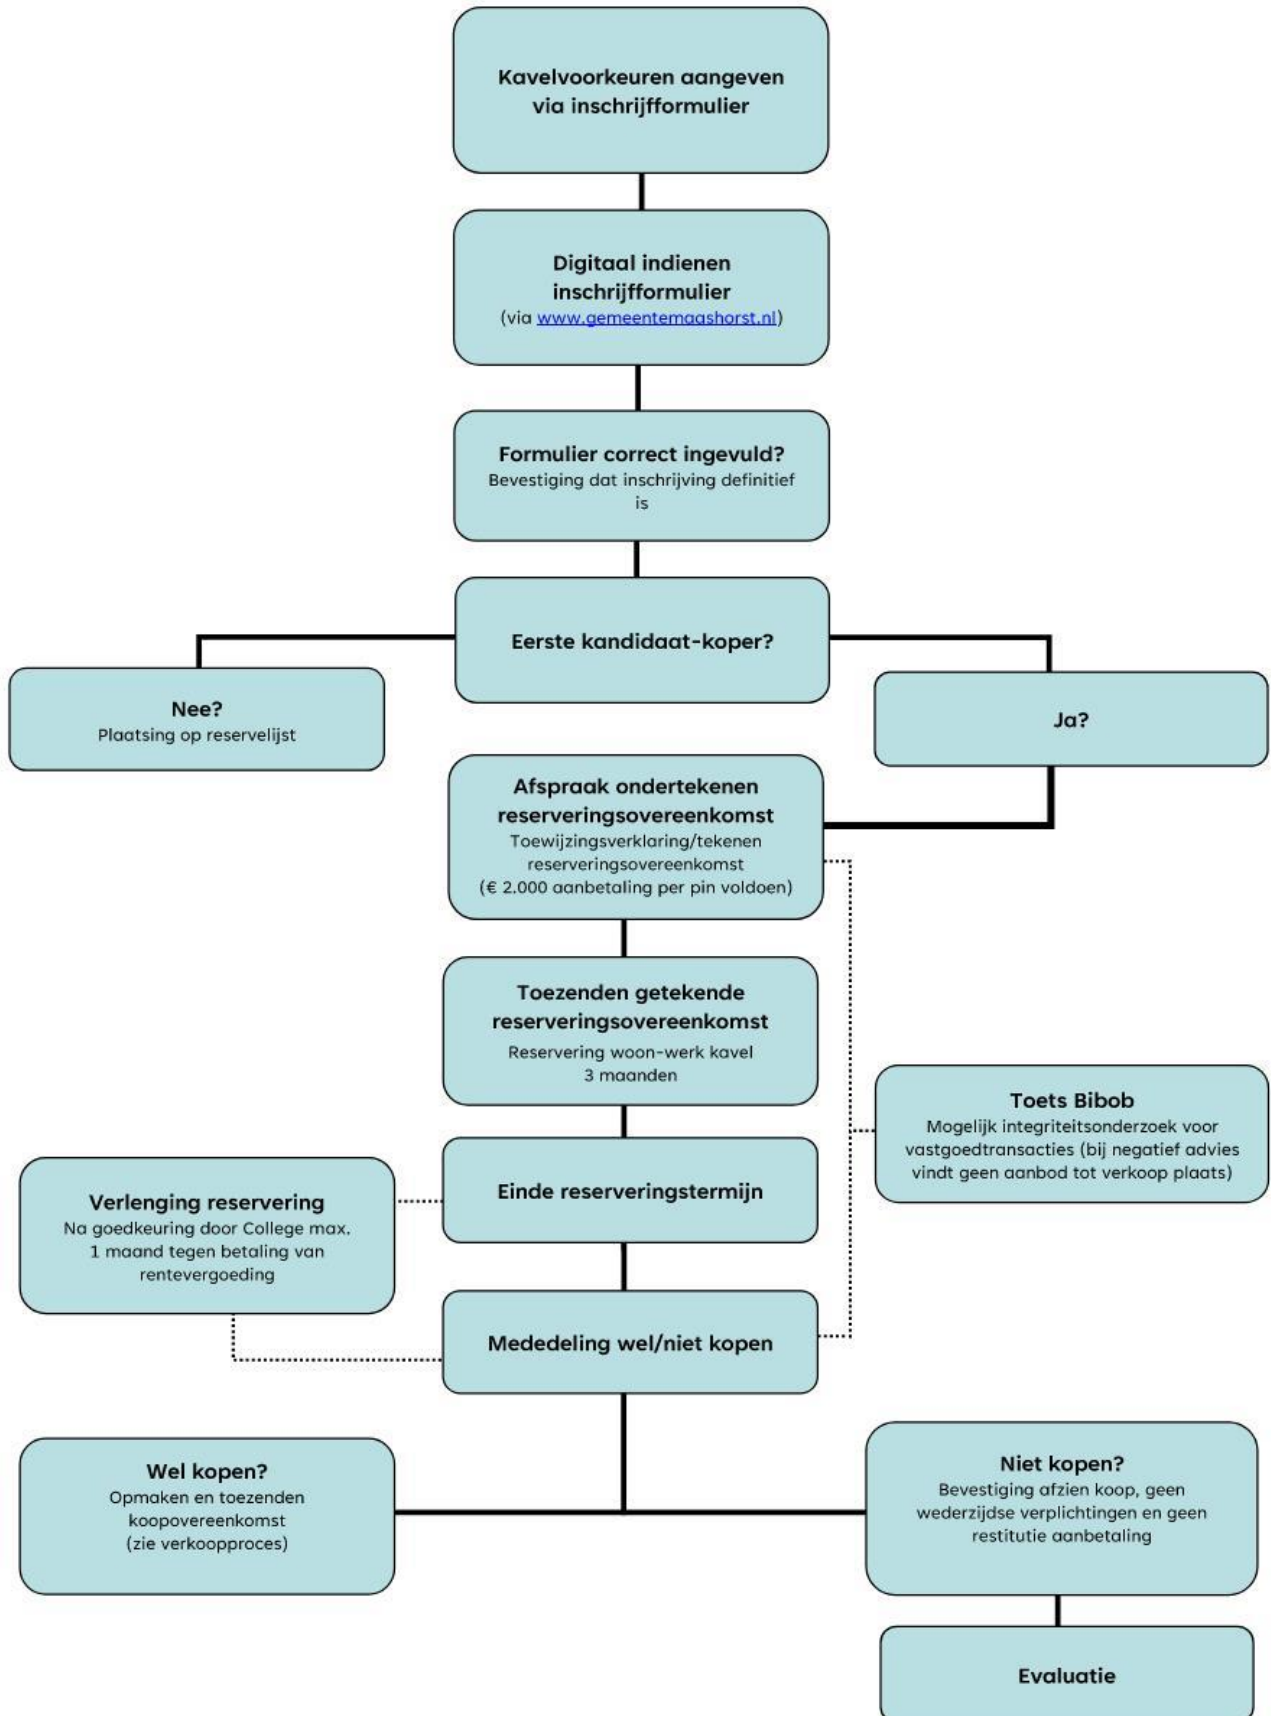 Kavelvoorkeuren aangeven
via inschrijfformulier
Digitaal indienen
inschrijfformulier
(via www.gemeentemaashorst.nl)
Formulier correct ingevuld?
Bevestiging dat inschrijving definitief
is
Eerste kandidaat-koper?
Nee?
Plaatsing op reservelijst
Ja?
Afspraak ondertekenen
reserveringsovereenkomst
Toewijzingsverklaring/tekenen
reserveringsovereenkomst
(€ 2.000 aanbetaling per pin voldoen)
Toezenden getekende
reserveringsovereenkomst
Reservering woon-werk kavel
3 maanden
Toets Bibob
Mogelijk integriteitsonderzoek voor
vastgoedtransacties (bij negatief advies
vindt geen aanbod tot verkoop plaats)
Einde reserveringstermijn
Verlenging reservering
Na goedkeuring door College max.
1 maand tegen betaling van
rentevergoeding
Mededeling wel/niet kopen
Wel kopen?
Opmaken en toezenden
koopovereenkomst
(zie verkoopproces)
Niet kopen?
Bevestiging afzien koop, geen
wederzijdse verplichtingen en geen
restitutie aanbetaling
Evaluatie